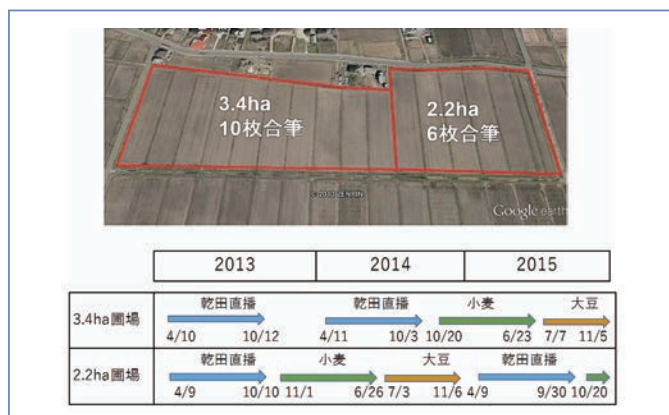 3.4ha
10枚合筆
2.2ha
6枚合筆
© 2013 ZENRIN
Google earth
2013 2014 2015
3.4ha圃場
乾田直播 乾田直播 小麦 大豆
4/10 10/12 4/11 10/3 10/20 6/23 7/7 11/5
2.2ha圃場
乾田直播 小麦 大豆 乾田直播
4/9 10/10 11/1 6/26 7/3 11/6 4/9 9/30 10/20